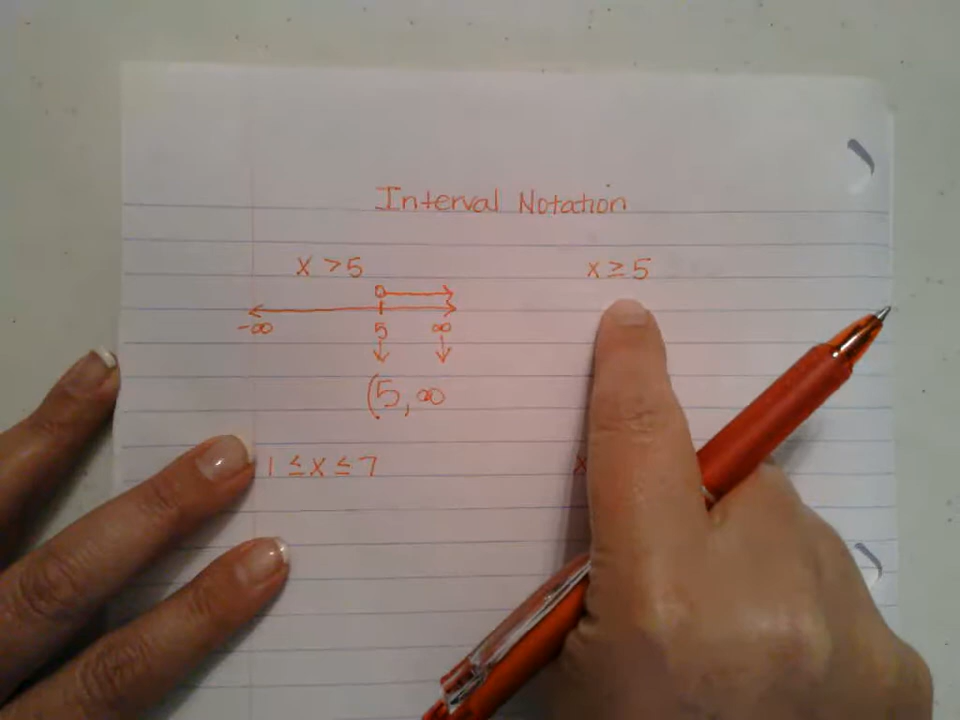 Interval Notation
x > 5
x ≥ 5
-∞ 5 ∞
(5, ∞
1 ≤ x ≤ 7
x